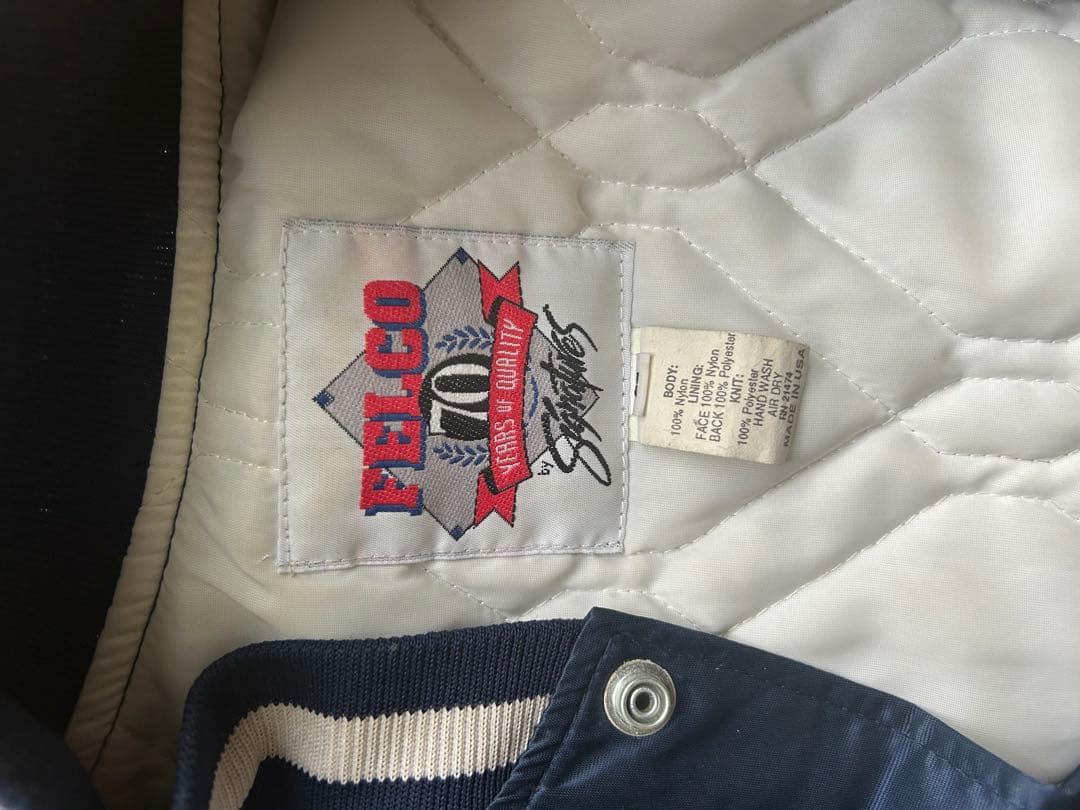 FELCO
70
YEARS OF QUALITY
by Signatures
BODY:
100% Nylon
LINING:
FACE 100% Nylon
BACK 100% Polyester
KNIT:
100% Polyester
HAND WASH
AIR DRY
RN 21474
MADE IN USA